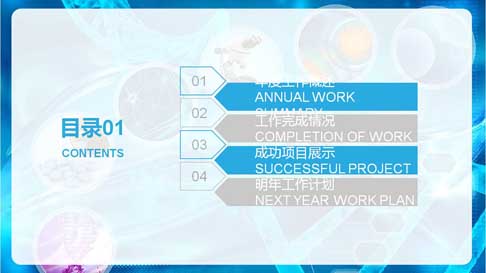 目录01
CONTENTS
01
年度工作概述
ANNUAL WORK
SUMMARY
02
工作完成情况
COMPLETION OF WORK
03
成功项目展示
SUCCESSFUL PROJECT
04
明年工作计划
NEXT YEAR WORK PLAN